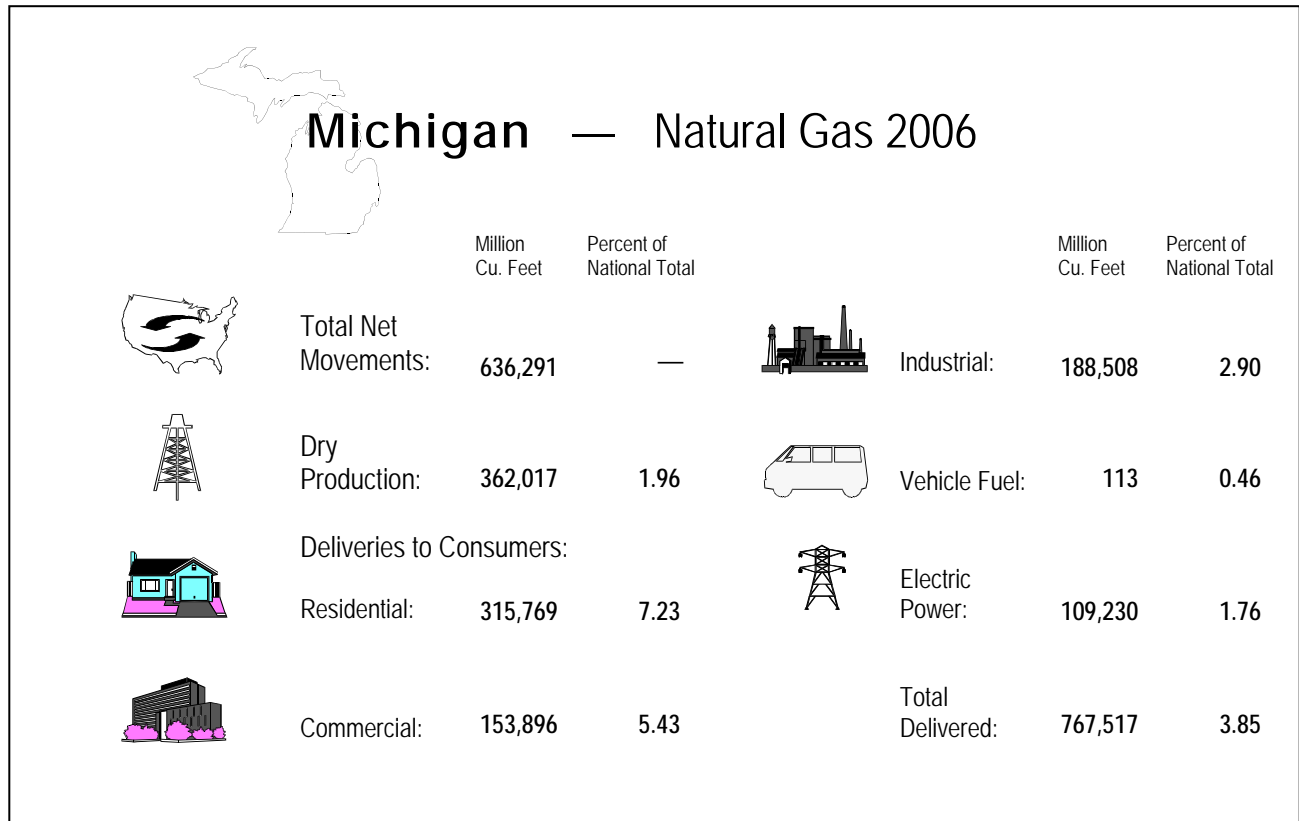 Michigan — Natural Gas 2006
Million Percent of
Cu. Feet National Total
Total Net
Movements: 636,291 —
Dry
Production: 362,017 1.96
Deliveries to Consumers:
Residential: 315,769 7.23
Commercial: 153,896 5.43
Million Percent of
Cu. Feet National Total
Industrial: 188,508 2.90
Vehicle Fuel: 113 0.46
Electric
Power: 109,230 1.76
Total
Delivered: 767,517 3.85